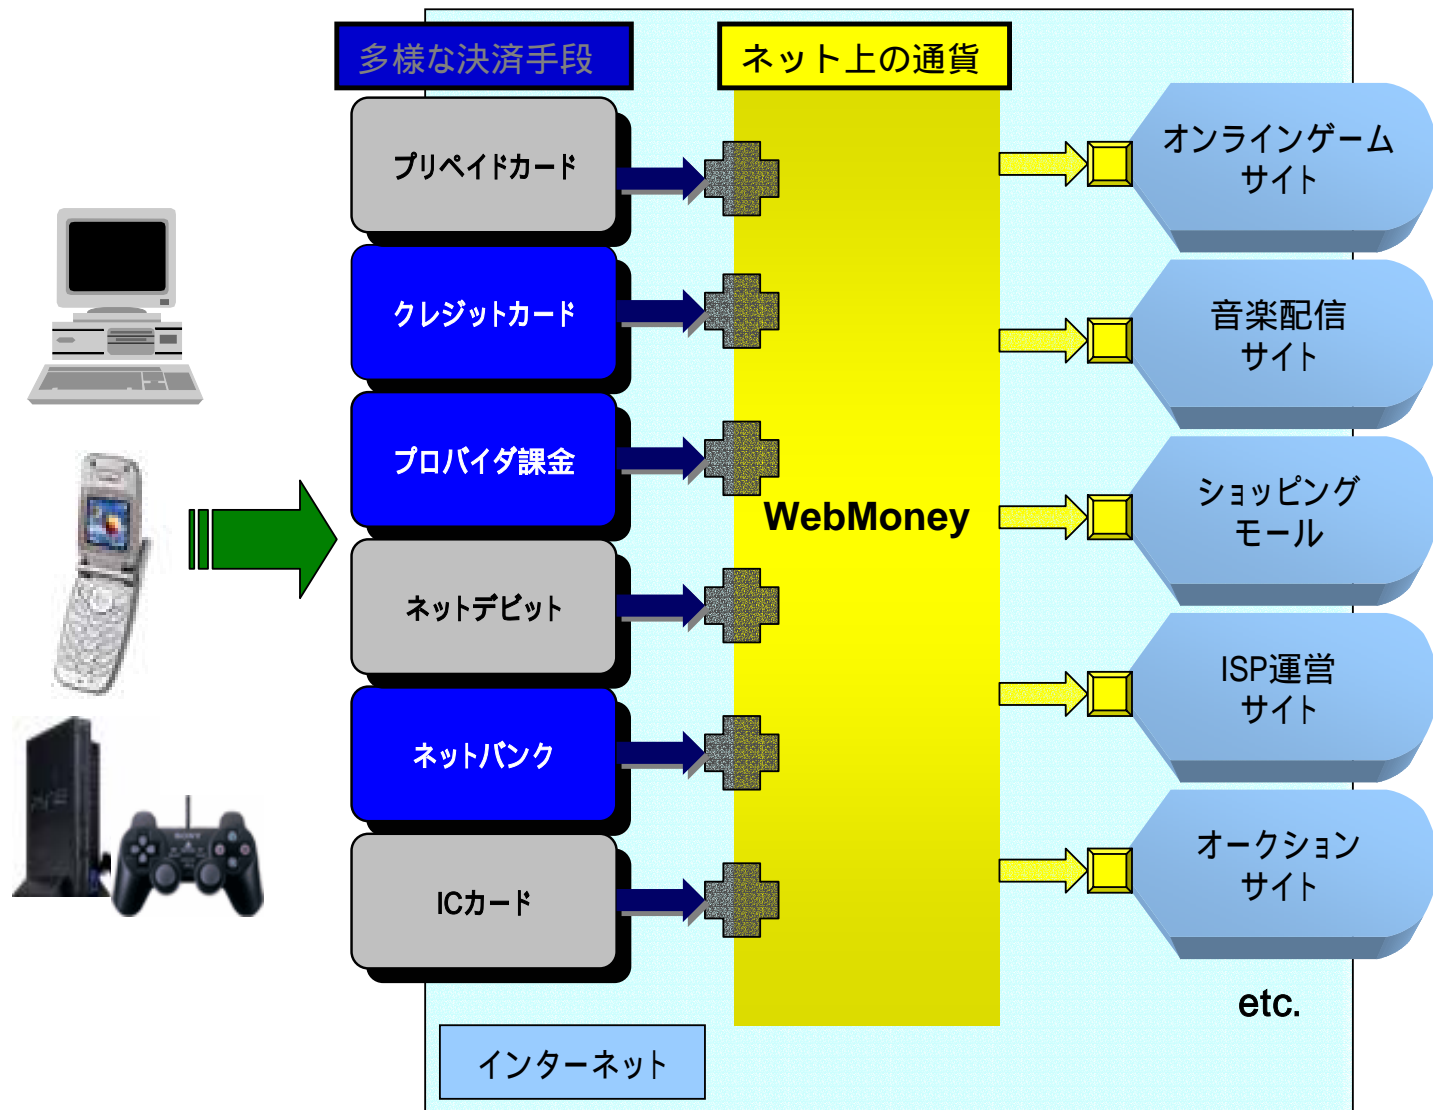 多様な決済手段
ネット上の通貨
プリペイドカード
クレジットカード
プロバイダ課金
ネットデビット
ネットバンク
ICカード
WebMoney
オンラインゲーム
サイト
音楽配信
サイト
ショッピング
モール
ISP運営
サイト
オークション
サイト
etc.
インターネット
SONY